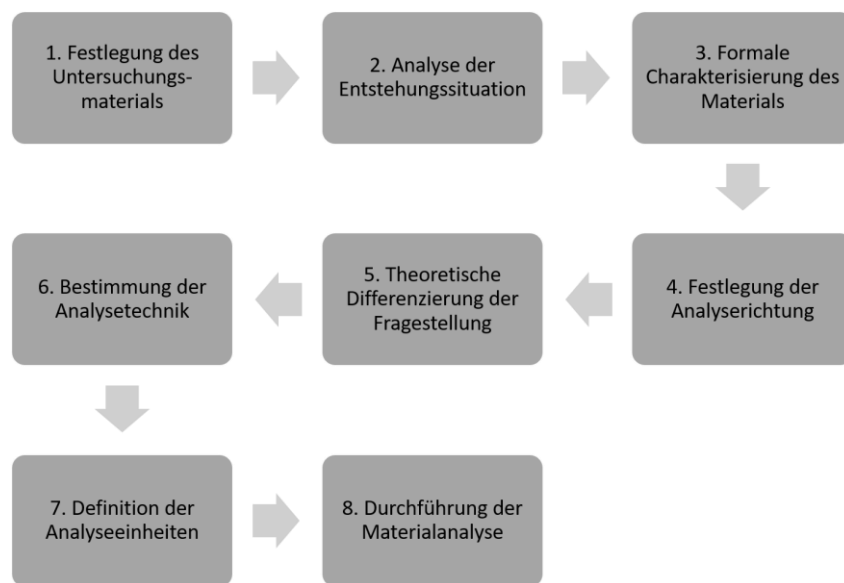 1. Festlegung des
Untersuchungs-
materials
2. Analyse der
Entstehungssituation
3. Formale
Charakterisierung des
Materials
4. Festlegung der
Analyserichtung
5. Theoretische
Differenzierung der
Fragestellung
6. Bestimmung der
Analysetechnik
7. Definition der
Analyseeinheiten
8. Durchführung der
Materialanalyse